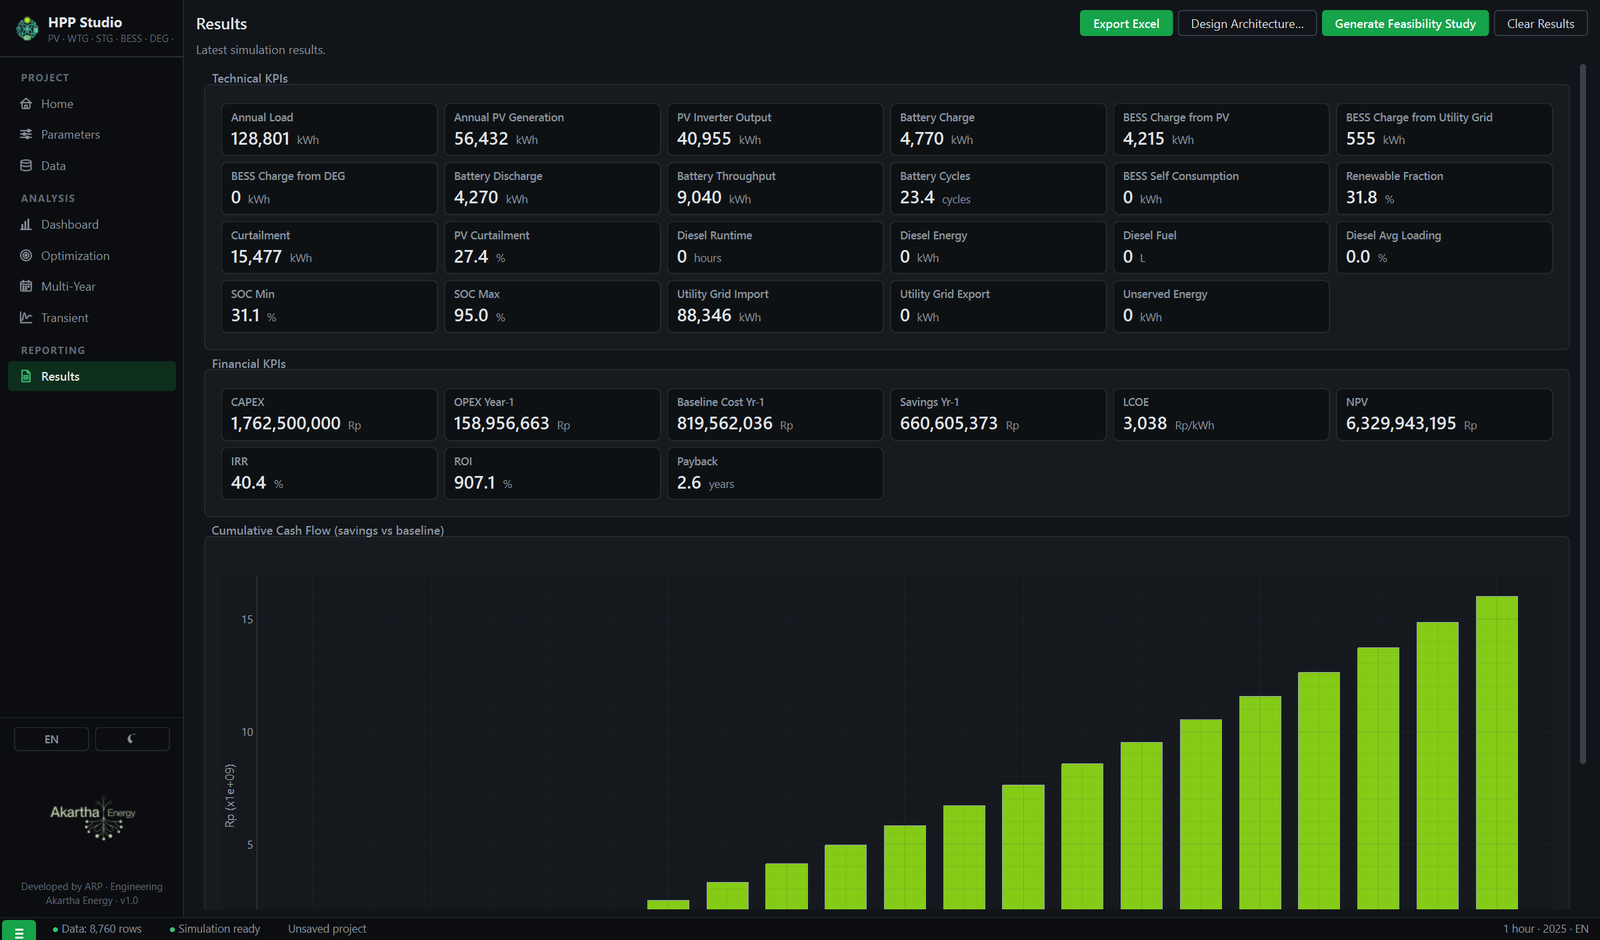 HPP Studio
PV · WTG · STG · BESS · DEG ·
Results
Latest simulation results.
Export Excel
Design Architecture...
Generate Feasibility Study
Clear Results
PROJECT
Home
Parameters
Data
ANALYSIS
Dashboard
Optimization
Multi-Year
Transient
REPORTING
Results
Technical KPIs
Annual Load
128,801 kWh
Annual PV Generation
56,432 kWh
PV Inverter Output
40,955 kWh
Battery Charge
4,770 kWh
BESS Charge from PV
4,215 kWh
BESS Charge from Utility Grid
555 kWh
BESS Charge from DEG
0 kWh
Battery Discharge
4,270 kWh
Battery Throughput
9,040 kWh
Battery Cycles
23.4 cycles
BESS Self Consumption
0 kWh
Renewable Fraction
31.8 %
Curtailment
15,477 kWh
PV Curtailment
27.4 %
Diesel Runtime
0 hours
Diesel Energy
0 kWh
Diesel Fuel
0 L
Diesel Avg Loading
0.0 %
SOC Min
31.1 %
SOC Max
95.0 %
Utility Grid Import
88,346 kWh
Utility Grid Export
0 kWh
Unserved Energy
0 kWh
Financial KPIs
CAPEX
1,762,500,000 Rp
OPEX Year-1
158,956,663 Rp
Baseline Cost Yr-1
819,562,036 Rp
Savings Yr-1
660,605,373 Rp
LCOE
3,038 Rp/kWh
NPV
6,329,943,195 Rp
IRR
40.4 %
ROI
907.1 %
Payback
2.6 years
Cumulative Cash Flow (savings vs baseline)
15
10
5
Rp (x1e+09)
EN
Akartha Energy
Developed by ARP · Engineering
Akartha Energy · v1.0
Data: 8,760 rows
Simulation ready
Unsaved project
1 hour · 2025 · EN